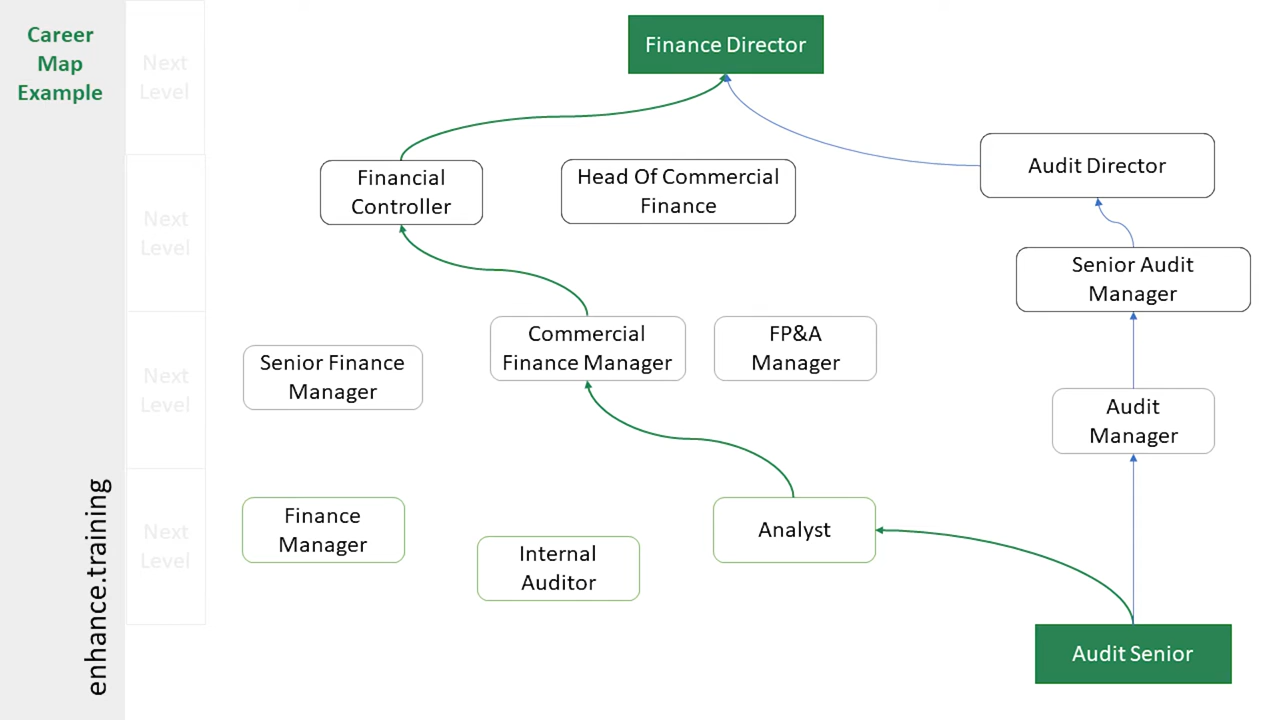 Career
Map
Example
Next
Level
Finance Director
Audit Director
Financial
Controller
Head Of Commercial
Finance
Next
Level
Senior Audit
Manager
Commercial
Finance Manager
FP&A
Manager
Senior Finance
Manager
Next
Level
Audit
Manager
Finance
Manager
Analyst
Internal
Auditor
Next
Level
Audit Senior
enhance.training